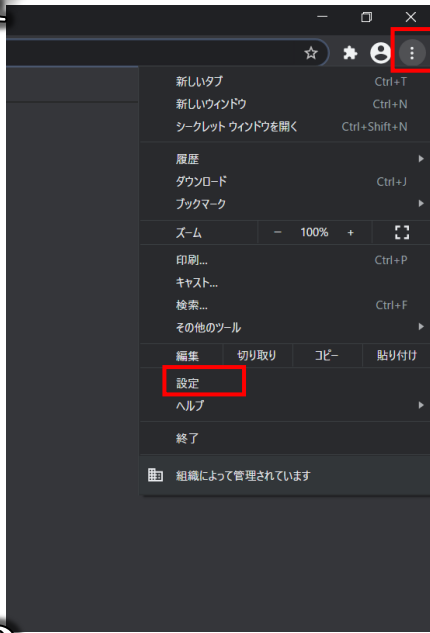 新しいタブ Ctrl+T
新しいウィンドウ Ctrl+N
シークレット ウィンドウを開く Ctrl+Shift+N
履歴
ダウンロード Ctrl+J
ブックマーク
ズーム − 100% +
印刷... Ctrl+P
キャスト...
検索... Ctrl+F
その他のツール
編集 切り取り コピー 貼り付け
設定
ヘルプ
終了
組織によって管理されています